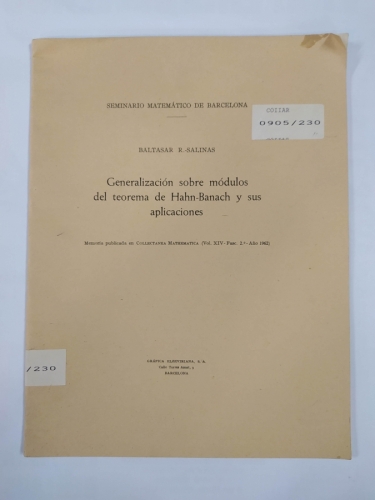 SEMINARIO MATEMÁTICO DE BARCELONA
COITAR
0905/230
BALTASAR R.-SALINAS
Generalización sobre módulos
del teorema de Hahn-Banach y sus
aplicaciones
Memoria publicada en COLLECTANEA MATHEMATICA (Vol. XIV - Fasc. 2.º - Año 1962)
/230
GRÁFICA ELZEVIRIANA, S. A.
BARCELONA